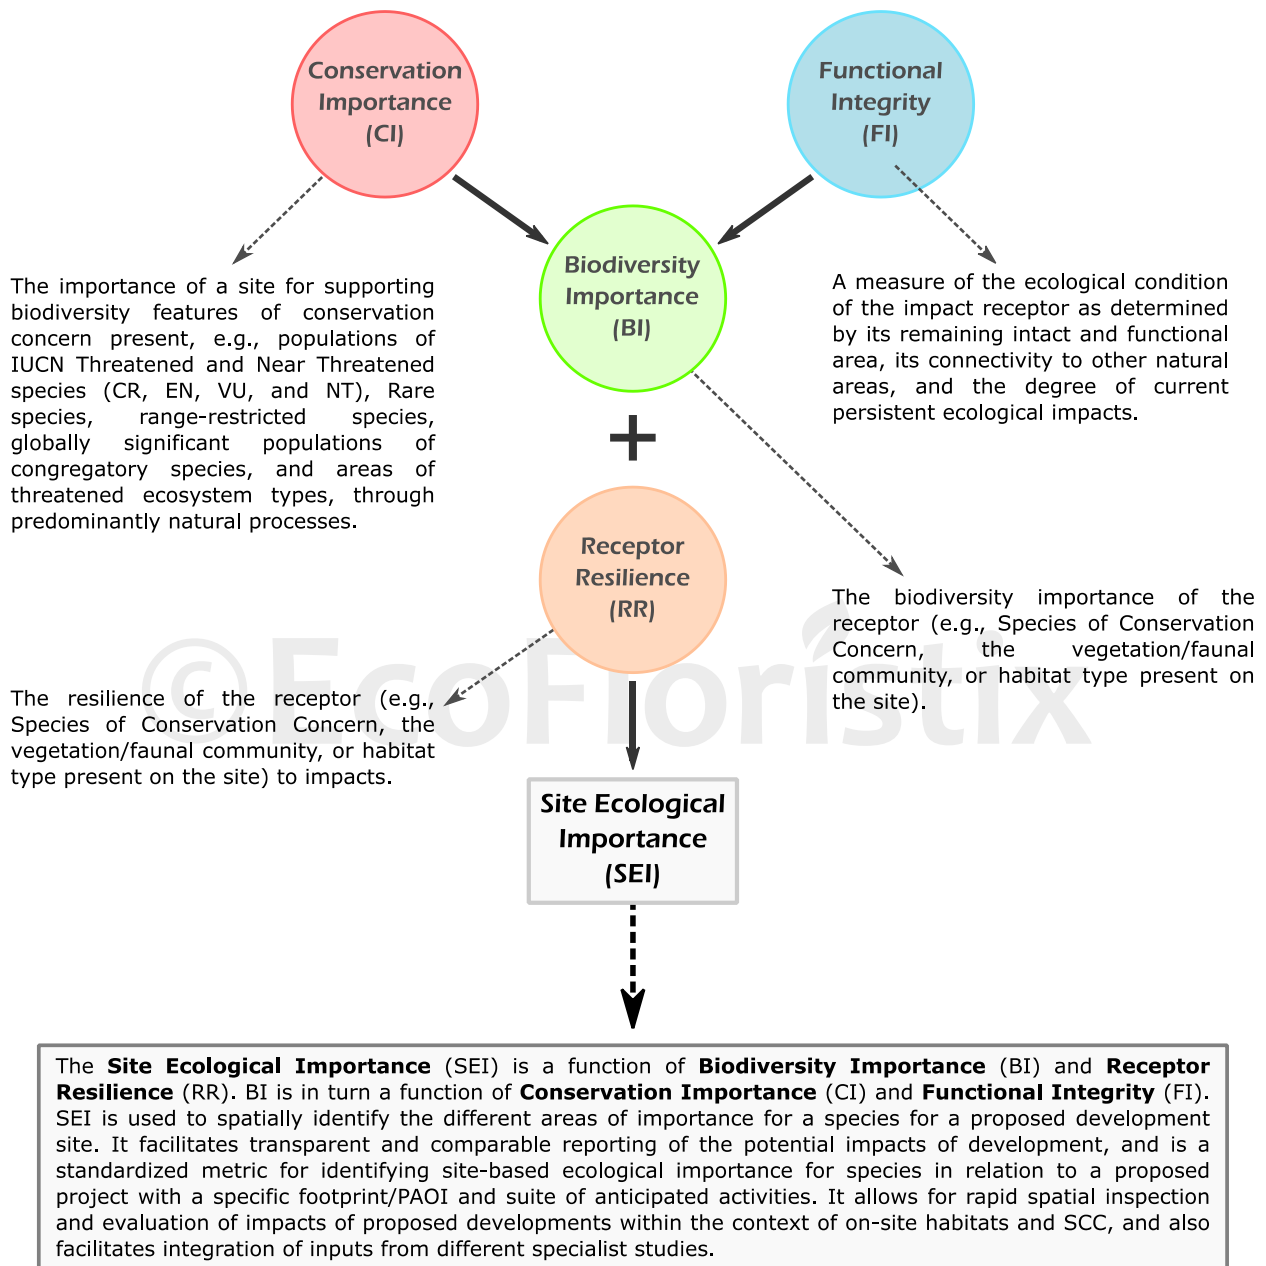 Conservation
Importance
(CI)
Functional
Integrity
(FI)
Biodiversity
Importance
(BI)
The importance of a site for supporting
biodiversity features of conservation
concern present, e.g., populations of
IUCN Threatened and Near Threatened
species (CR, EN, VU, and NT), Rare
species, range-restricted species,
globally significant populations of
congregatory species, and areas of
threatened ecosystem types, through
predominantly natural processes.
A measure of the ecological condition
of the impact receptor as determined
by its remaining intact and functional
area, its connectivity to other natural
areas, and the degree of current
persistent ecological impacts.
+
Receptor
Resilience
(RR)
The biodiversity importance of the
receptor (e.g., Species of Conservation
Concern, the vegetation/faunal
community, or habitat type present on
the site).
©EcoFloristix
The resilience of the receptor (e.g.,
Species of Conservation Concern, the
vegetation/faunal community, or habitat
type present on the site) to impacts.
Site Ecological
Importance
(SEI)
The Site Ecological Importance (SEI) is a function of Biodiversity Importance (BI) and Receptor
Resilience (RR). BI is in turn a function of Conservation Importance (CI) and Functional Integrity (FI).
SEI is used to spatially identify the different areas of importance for a species for a proposed development
site. It facilitates transparent and comparable reporting of the potential impacts of development, and is a
standardized metric for identifying site-based ecological importance for species in relation to a proposed
project with a specific footprint/PAOI and suite of anticipated activities. It allows for rapid spatial inspection
and evaluation of impacts of proposed developments within the context of on-site habitats and SCC, and also
facilitates integration of inputs from different specialist studies.